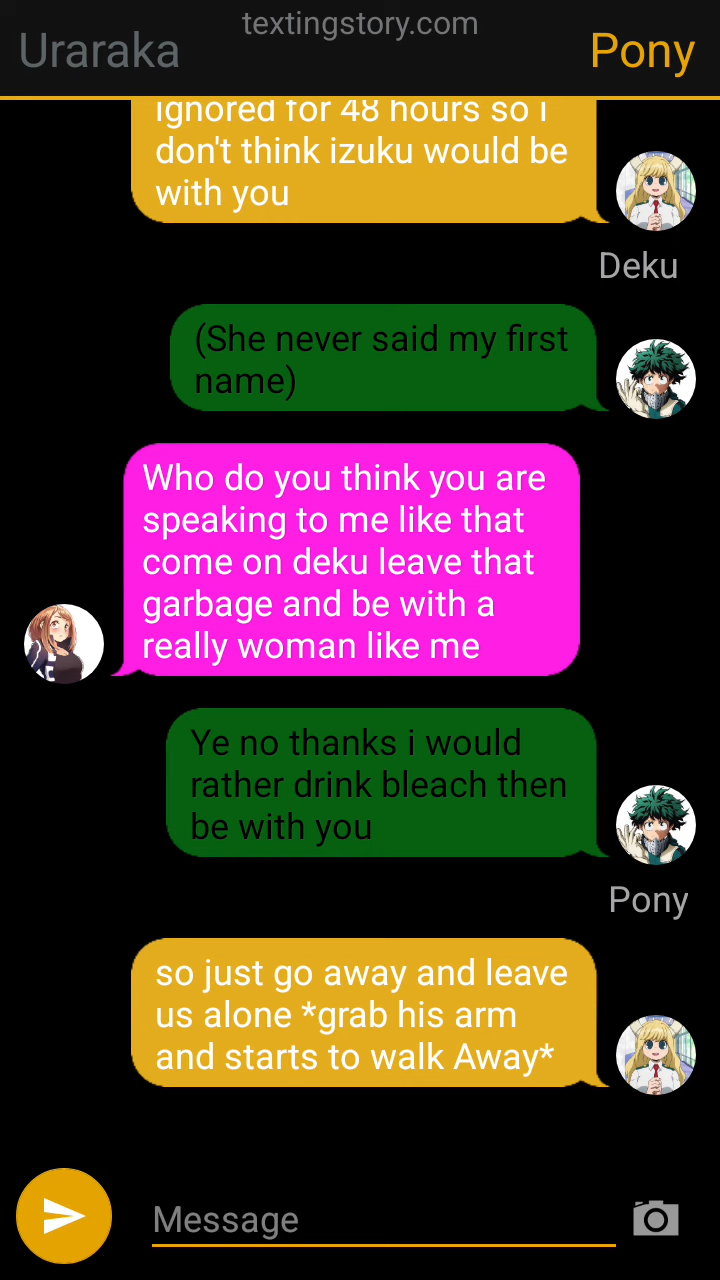 textingstory.com
Uraraka
Pony
ignored for 48 hours so i
don't think izuku would be
with you
Deku
(She never said my first
name)
Who do you think you are
speaking to me like that
come on deku leave that
garbage and be with a
really woman like me
Ye no thanks i would
rather drink bleach then
be with you
Pony
so just go away and leave
us alone *grab his arm
and starts to walk Away*
Message